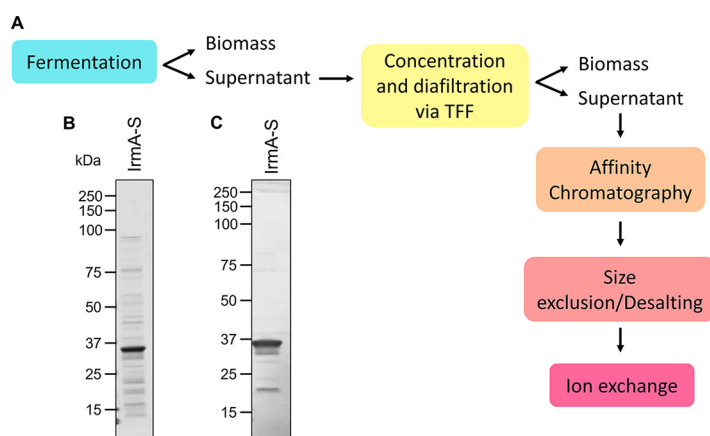 A
Fermentation
Biomass
Supernatant
Concentration
and diafiltration
via TFF
Biomass
Supernatant
Affinity
Chromatography
Size
exclusion/Desalting
Ion exchange
B
kDa
IrmA-S
250
150
100
75
50
37
25
15
C
IrmA-S
250
150
100
75
50
37
25
15